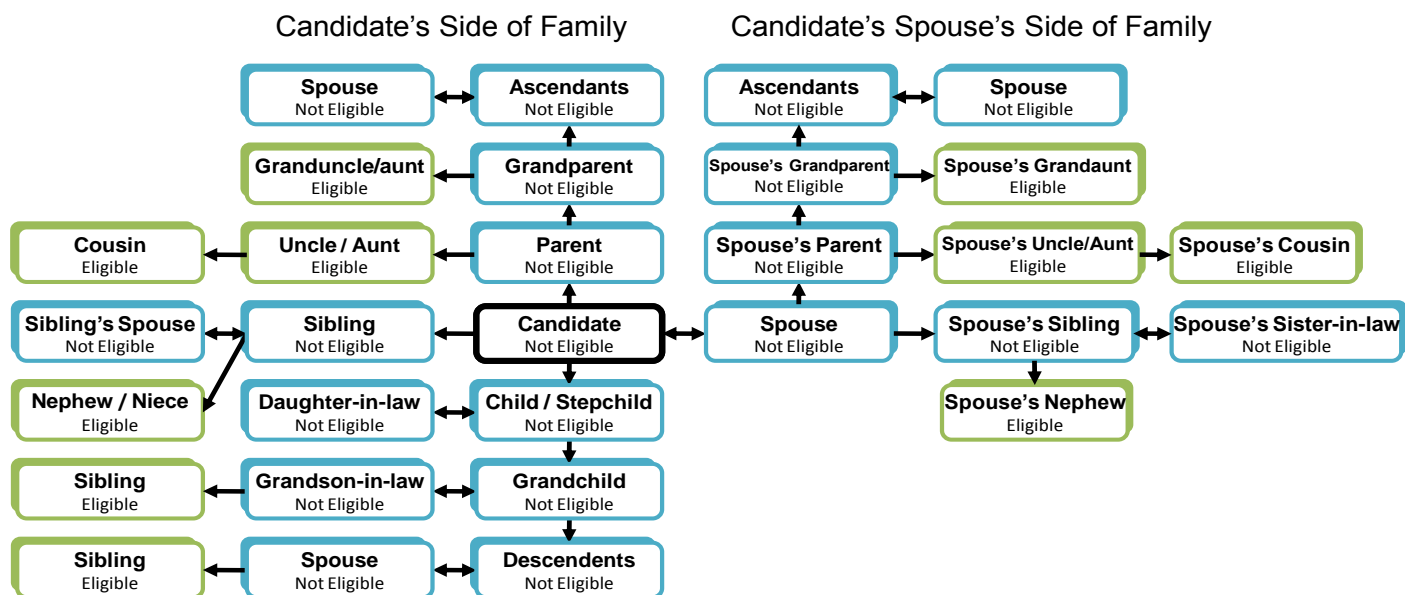 Candidate’s Side of Family
Candidate’s Spouse’s Side of Family
Spouse
Not Eligible
Ascendants
Not Eligible
Ascendants
Not Eligible
Spouse
Not Eligible
Granduncle/aunt
Eligible
Grandparent
Not Eligible
Spouse’s Grandparent
Not Eligible
Spouse’s Grandaunt
Eligible
Cousin
Eligible
Uncle / Aunt
Eligible
Parent
Not Eligible
Spouse’s Parent
Not Eligible
Spouse’s Uncle/Aunt
Eligible
Spouse’s Cousin
Eligible
Sibling’s Spouse
Not Eligible
Sibling
Not Eligible
Candidate
Not Eligible
Spouse
Not Eligible
Spouse’s Sibling
Not Eligible
Spouse’s Sister-in-law
Not Eligible
Nephew / Niece
Eligible
Daughter-in-law
Not Eligible
Child / Stepchild
Not Eligible
Spouse’s Nephew
Eligible
Sibling
Eligible
Grandson-in-law
Not Eligible
Grandchild
Not Eligible
Sibling
Eligible
Spouse
Not Eligible
Descendents
Not Eligible